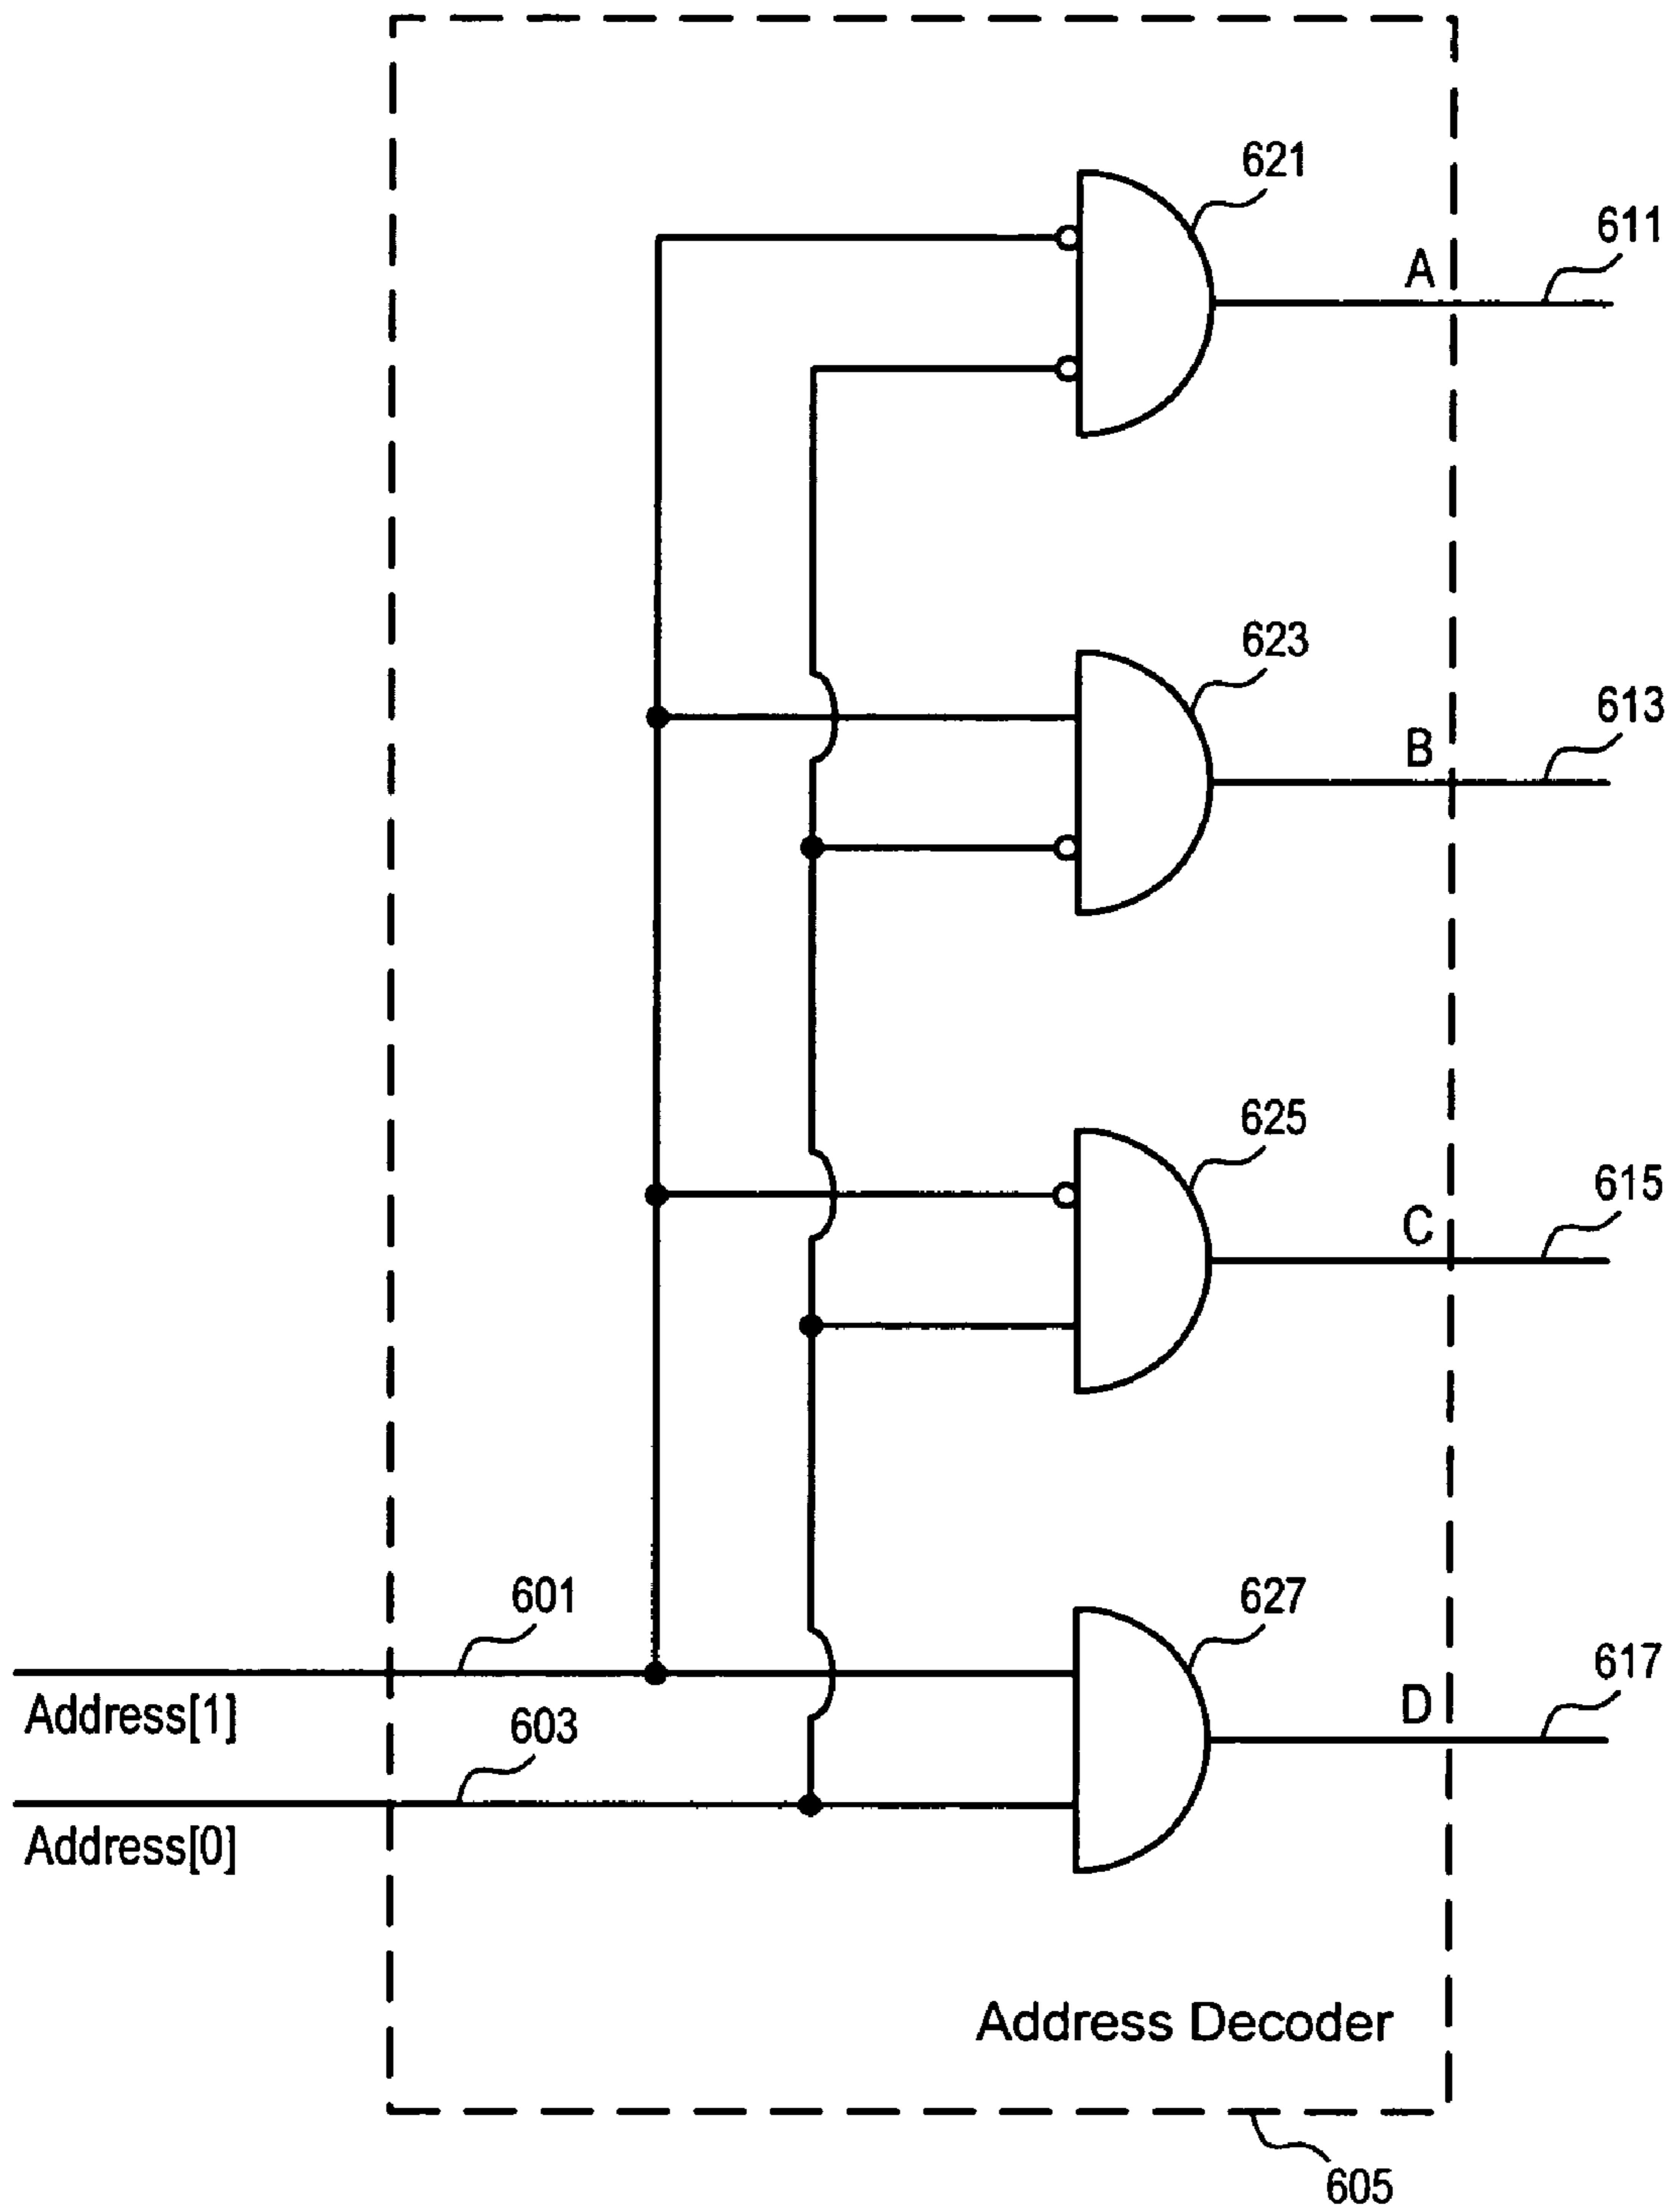 621
611
A
623
613
B
625
615
C
601
627
617
Address[1]
D
603
Address[0]
Address Decoder
605